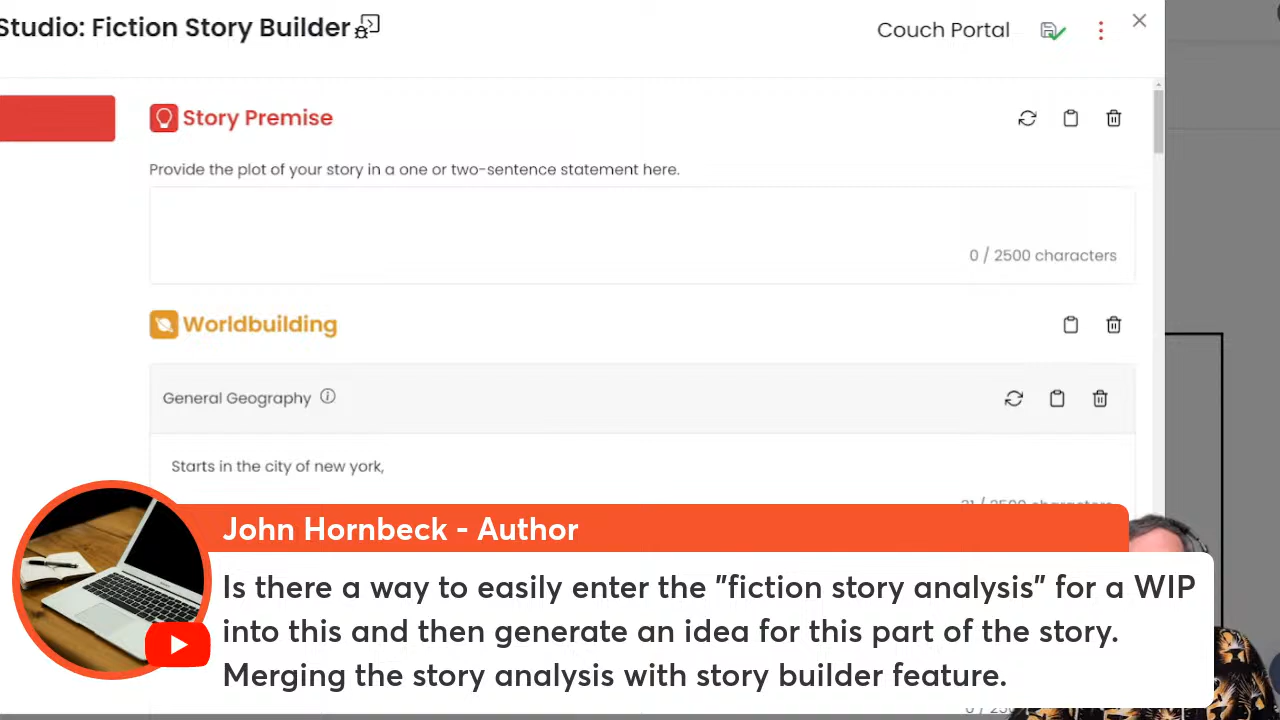 Studio: Fiction Story Builder
Couch Portal
Story Premise
Provide the plot of your story in a one or two-sentence statement here.
0 / 2500 characters
Worldbuilding
General Geography
Starts in the city of new york,
31 / 2500 characters
John Hornbeck - Author
Is there a way to easily enter the "fiction story analysis" for a WIP
into this and then generate an idea for this part of the story.
Merging the story analysis with story builder feature.